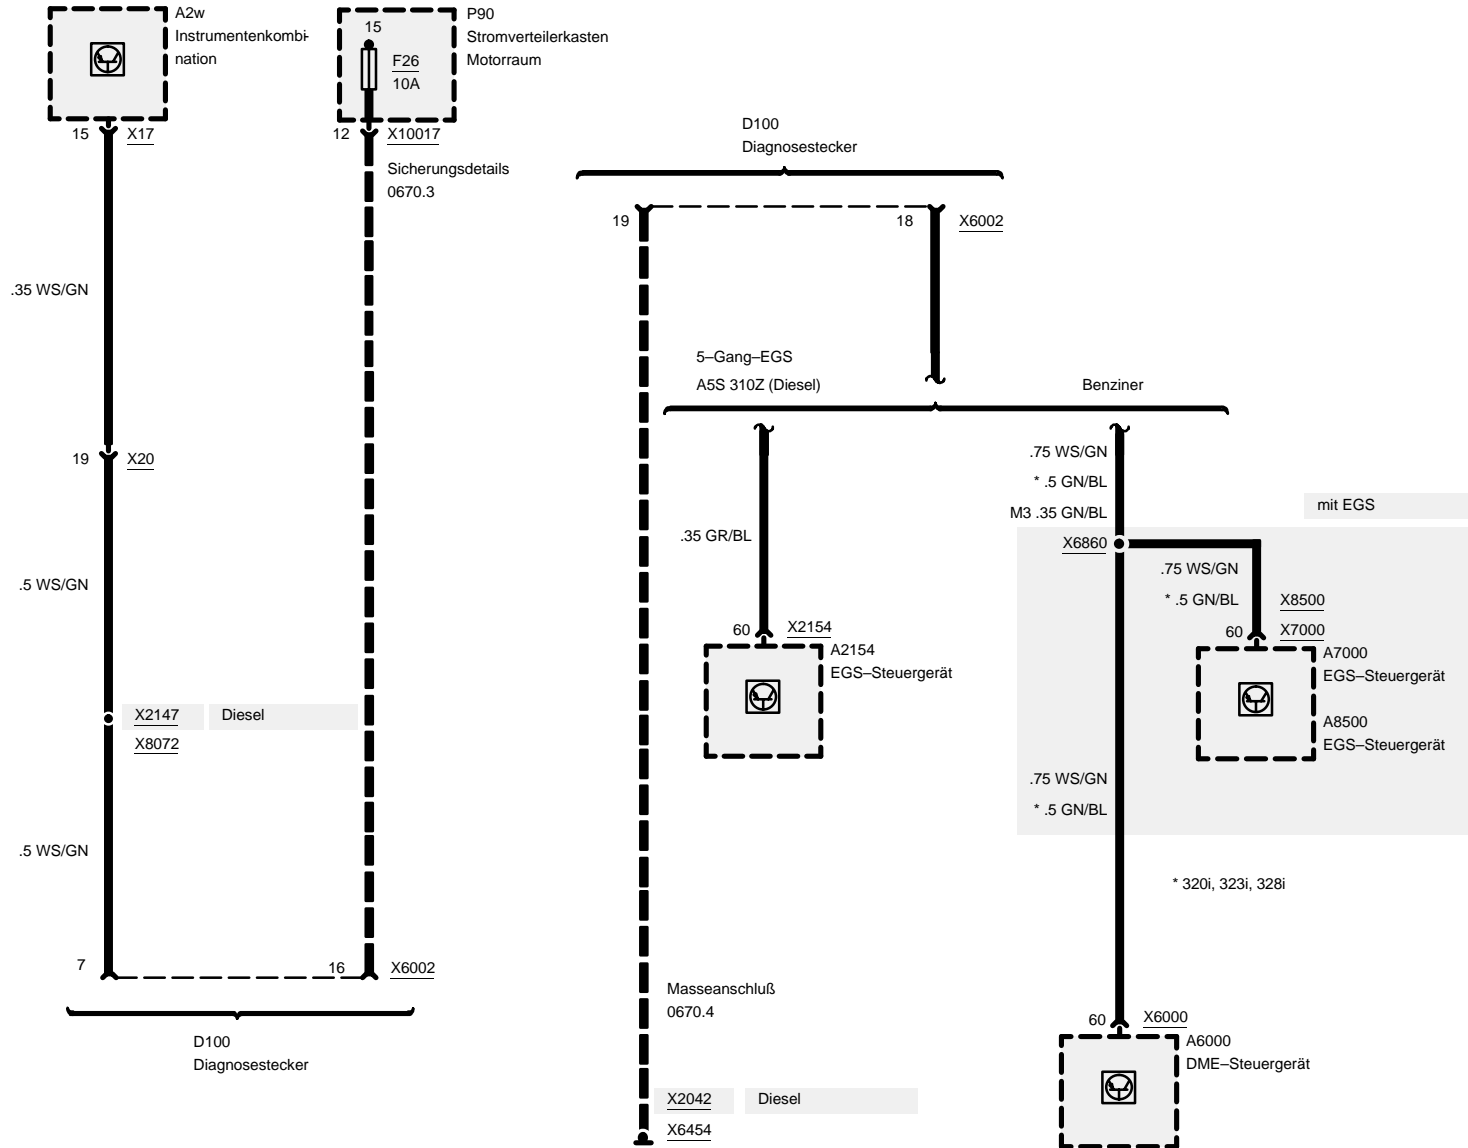 A2w
Instrumentenkombi-
nation
15
F26
10A
P90
Stromverteilerkasten
Motorraum
15
X17
12
X10017
Sicherungsdetails
0670.3
.35 WS/GN
19
X20
.5 WS/GN
X2147
Diesel
X8072
.5 WS/GN
7
16
X6002
D100
Diagnosestecker
D100
Diagnosestecker
19
18
X6002
5–Gang–EGS
A5S 310Z (Diesel)
Benziner
.35 GR/BL
60
X2154
A2154
EGS–Steuergerät
.75 WS/GN
* .5 GN/BL
M3 .35 GN/BL
mit EGS
X6860
.75 WS/GN
* .5 GN/BL
X8500
60
X7000
A7000
EGS–Steuergerät
A8500
EGS–Steuergerät
.75 WS/GN
* .5 GN/BL
* 320i, 323i, 328i
Masseanschluß
0670.4
X2042
Diesel
X6454
60
X6000
A6000
DME–Steuergerät